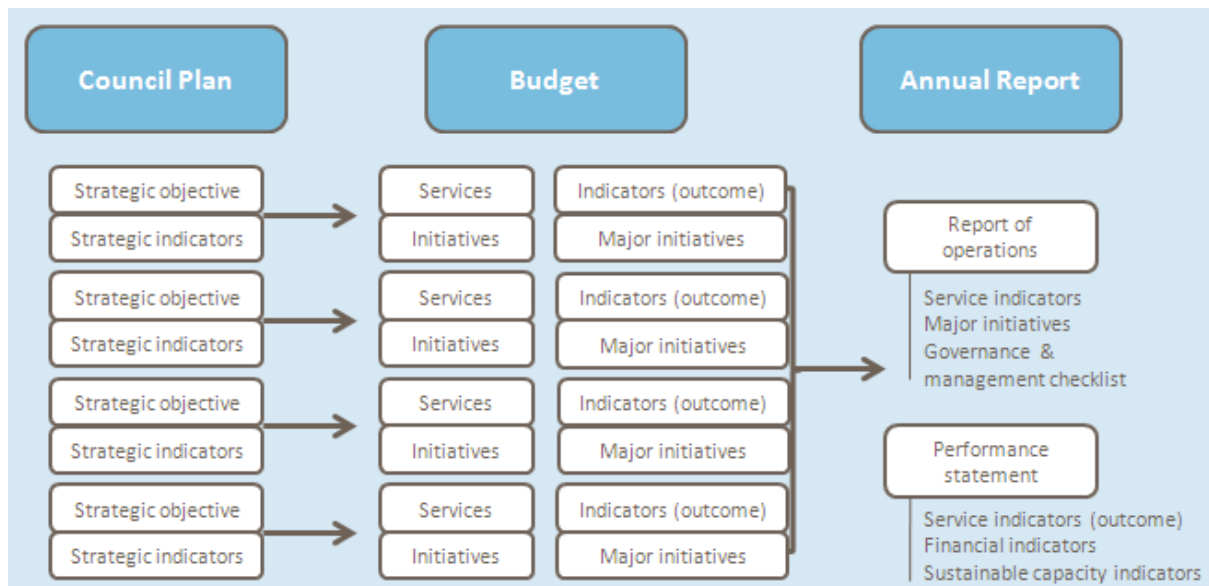 Council Plan
Budget
Annual Report
Strategic objective
Strategic indicators
Services
Initiatives
Indicators (outcome)
Major initiatives
Strategic objective
Strategic indicators
Services
Initiatives
Indicators (outcome)
Major initiatives
Strategic objective
Strategic indicators
Services
Initiatives
Indicators (outcome)
Major initiatives
Strategic objective
Strategic indicators
Services
Initiatives
Indicators (outcome)
Major initiatives
Report of
operations
Service indicators
Major initiatives
Governance &
management checklist
Performance
statement
Service indicators (outcome)
Financial indicators
Sustainable capacity indicators